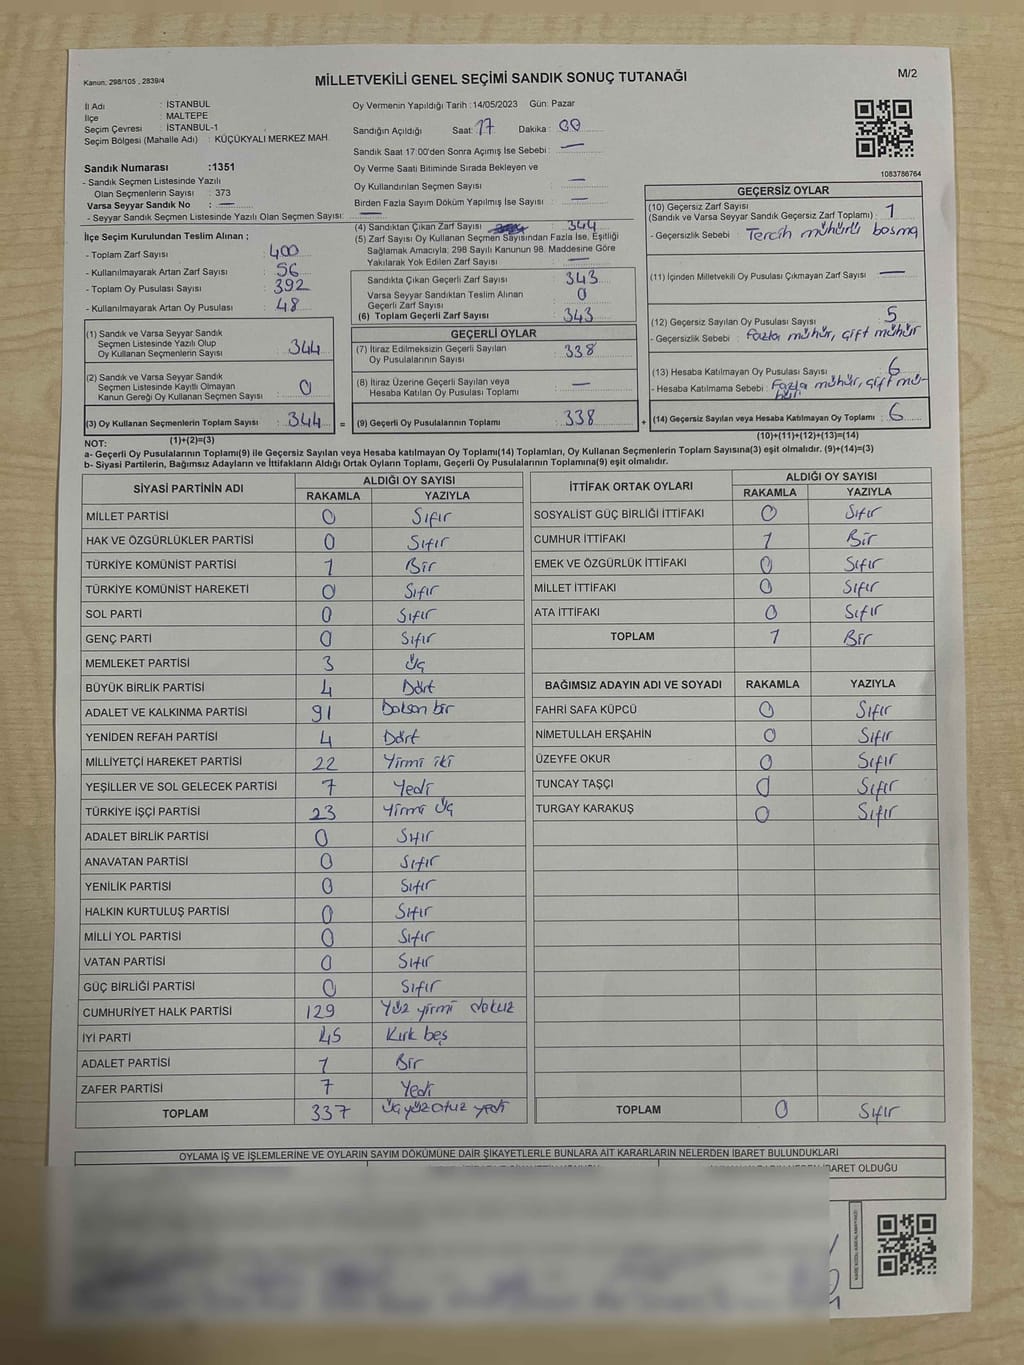 Kanun, 298/105 , 2839/4
MİLLETVEKİLİ GENEL SEÇİMİ SANDIK SONUÇ TUTANAĞI
M/2
İl Adı : İSTANBUL
İlçe : MALTEPE
Seçim Çevresi : İSTANBUL-1
Seçim Bölgesi (Mahalle Adı) : KÜÇÜKYALI MERKEZ MAH.
Sandık Numarası :1351
- Sandık Seçmen Listesinde Yazılı
Olan Seçmenlerin Sayısı : 373
Varsa Seyyar Sandık No : —
- Seyyar Sandık Seçmen Listesinde Yazılı Olan Seçmen Sayısı: —
İlçe Seçim Kurulundan Teslim Alınan ;
- Toplam Zarf Sayısı : 400
- Kullanılmayarak Artan Zarf Sayısı : 56
- Toplam Oy Pusulası Sayısı : 392
- Kullanılmayarak Artan Oy Pusulası : 48
(1) Sandık ve Varsa Seyyar Sandık
Seçmen Listesinde Yazılı Olup
Oy Kullanan Seçmenlerin Sayısı : 344
(2) Sandık ve Varsa Seyyar Sandık
Seçmen Listesinde Kayıtlı Olmayan
Kanun Gereği Oy Kullanan Seçmen Sayısı : 0
(3) Oy Kullanan Seçmenlerin Toplam Sayısı : 344
(1)+(2)=(3)
Oy Vermenin Yapıldığı Tarih :14/05/2023 Gün: Pazar
Sandığın Açıldığı Saat: 17 Dakika : 00
Sandık Saat 17:00'den Sonra Açımış İse Sebebi : —
Oy Verme Saati Bitiminde Sırada Bekleyen ve
Oy Kullandırılan Seçmen Sayısı : —
Birden Fazla Sayım Döküm Yapılmış İse Sayısı : —
(4) Sandıktan Çıkan Zarf Sayısı : 344
(5) Zarf Sayısı Oy Kullanan Seçmen Sayısından Fazla İse, Eşitliği
Sağlamak Amacıyla; 298 Sayılı Kanunun 98. Maddesine Göre
Yakılarak Yok Edilen Zarf Sayısı : —
Sandıkta Çıkan Geçerli Zarf Sayısı : 343
Varsa Seyyar Sandıktan Teslim Alınan
Geçerli Zarf Sayısı : 0
(6) Toplam Geçerli Zarf Sayısı : 343
GEÇERLİ OYLAR
(7) İtiraz Edilmeksizin Geçerli Sayılan
Oy Pusulalarının Sayısı : 338
(8) İtiraz Üzerine Geçerli Sayılan veya
Hesaba Katılan Oy Pusulası Toplamı : —
= (9) Geçerli Oy Pusulalarının Toplamı : 338 +
1083786764
GEÇERSİZ OYLAR
(10) Geçersiz Zarf Sayısı
(Sandık ve Varsa Seyyar Sandık Geçersiz Zarf Toplamı) : 1
- Geçersizlik Sebebi : Tercih mühürü basma
(11) İçinden Milletvekili Oy Pusulası Çıkmayan Zarf Sayısı : —
(12) Geçersiz Sayılan Oy Pusulası Sayısı : 5
- Geçersizlik Sebebi : Fazla mühür, çift mühür
(13) Hesaba Katılmayan Oy Pusulası Sayısı : 6
- Hesaba Katılmama Sebebi : Fazla mühür, çift mü-
hür
(14) Geçersiz Sayılan veya Hesaba Katılmayan Oy Toplamı : 6
(10)+(11)+(12)+(13)=(14)
NOT:
a- Geçerli Oy Pusulalarının Toplamı(9) ile Geçersiz Sayılan veya Hesaba katılmayan Oy Toplamı(14) Toplamları, Oy Kullanan Seçmenlerin Toplam Sayısına(3) eşit olmalıdır. (9)+(14)=(3)
b- Siyasi Partilerin, Bağımsız Adayların ve İttifakların Aldığı Ortak Oyların Toplamı, Geçerli Oy Pusulalarının Toplamına(9) eşit olmalıdır.
SİYASİ PARTİNİN ADI ALDIĞI OY SAYISI
RAKAMLA YAZIYLA
MİLLET PARTİSİ 0 Sıfır
HAK VE ÖZGÜRLÜKLER PARTİSİ 0 Sıfır
TÜRKİYE KOMÜNİST PARTİSİ 1 Bir
TÜRKİYE KOMÜNİST HAREKETİ 0 Sıfır
SOL PARTİ 0 Sıfır
GENÇ PARTİ 0 Sıfır
MEMLEKET PARTİSİ 3 Üç
BÜYÜK BİRLİK PARTİSİ 4 Dört
ADALET VE KALKINMA PARTİSİ 91 Doksan bir
YENİDEN REFAH PARTİSİ 4 Dört
MİLLİYETÇİ HAREKET PARTİSİ 22 Yirmi iki
YEŞİLLER VE SOL GELECEK PARTİSİ 7 Yedi
TÜRKİYE İŞÇİ PARTİSİ 23 Yirmi Üç
ADALET BİRLİK PARTİSİ 0 Sıfır
ANAVATAN PARTİSİ 0 Sıfır
YENİLİK PARTİSİ 0 Sıfır
HALKIN KURTULUŞ PARTİSİ 0 Sıfır
MİLLİ YOL PARTİSİ 0 Sıfır
VATAN PARTİSİ 0 Sıfır
GÜÇ BİRLİĞİ PARTİSİ 0 Sıfır
CUMHURİYET HALK PARTİSİ 129 Yüz yirmi dokuz
İYİ PARTİ 45 Kırk beş
ADALET PARTİSİ 1 Bir
ZAFER PARTİSİ 7 Yedi
TOPLAM 337 Üçyüzotuz yedi
İTTİFAK ORTAK OYLARI ALDIĞI OY SAYISI
RAKAMLA YAZIYLA
SOSYALİST GÜÇ BİRLİĞİ İTTİFAKI 0 Sıfır
CUMHUR İTTİFAKI 1 Bir
EMEK VE ÖZGÜRLÜK İTTİFAKI 0 Sıfır
MİLLET İTTİFAKI 0 Sıfır
ATA İTTİFAKI 0 Sıfır
TOPLAM 1 Bir
BAĞIMSIZ ADAYIN ADI VE SOYADI RAKAMLA YAZIYLA
FAHRİ SAFA KÜPCÜ 0 Sıfır
NİMETULLAH ERŞAHİN 0 Sıfır
ÜZEYFE OKUR 0 Sıfır
TUNCAY TAŞÇI 0 Sıfır
TURGAY KARAKUŞ 0 Sıfır
TOPLAM 0 Sıfır
OYLAMA İŞ VE İŞLEMLERİNE VE OYLARIN SAYIM DÖKÜMÜNE DAİR ŞİKAYETLERLE BUNLARA AİT KARARLARIN NELERDEN İBARET BULUNDUKLARI
İBARET OLDUĞU